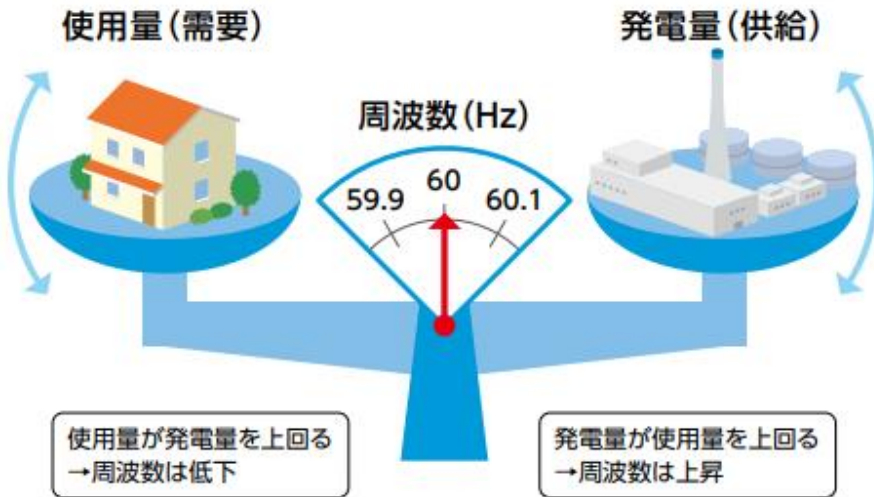 使用量(需要)
発電量(供給)
周波数(Hz)
59.9
60
60.1
使用量が発電量を上回る
→周波数は低下
発電量が使用量を上回る
→周波数は上昇